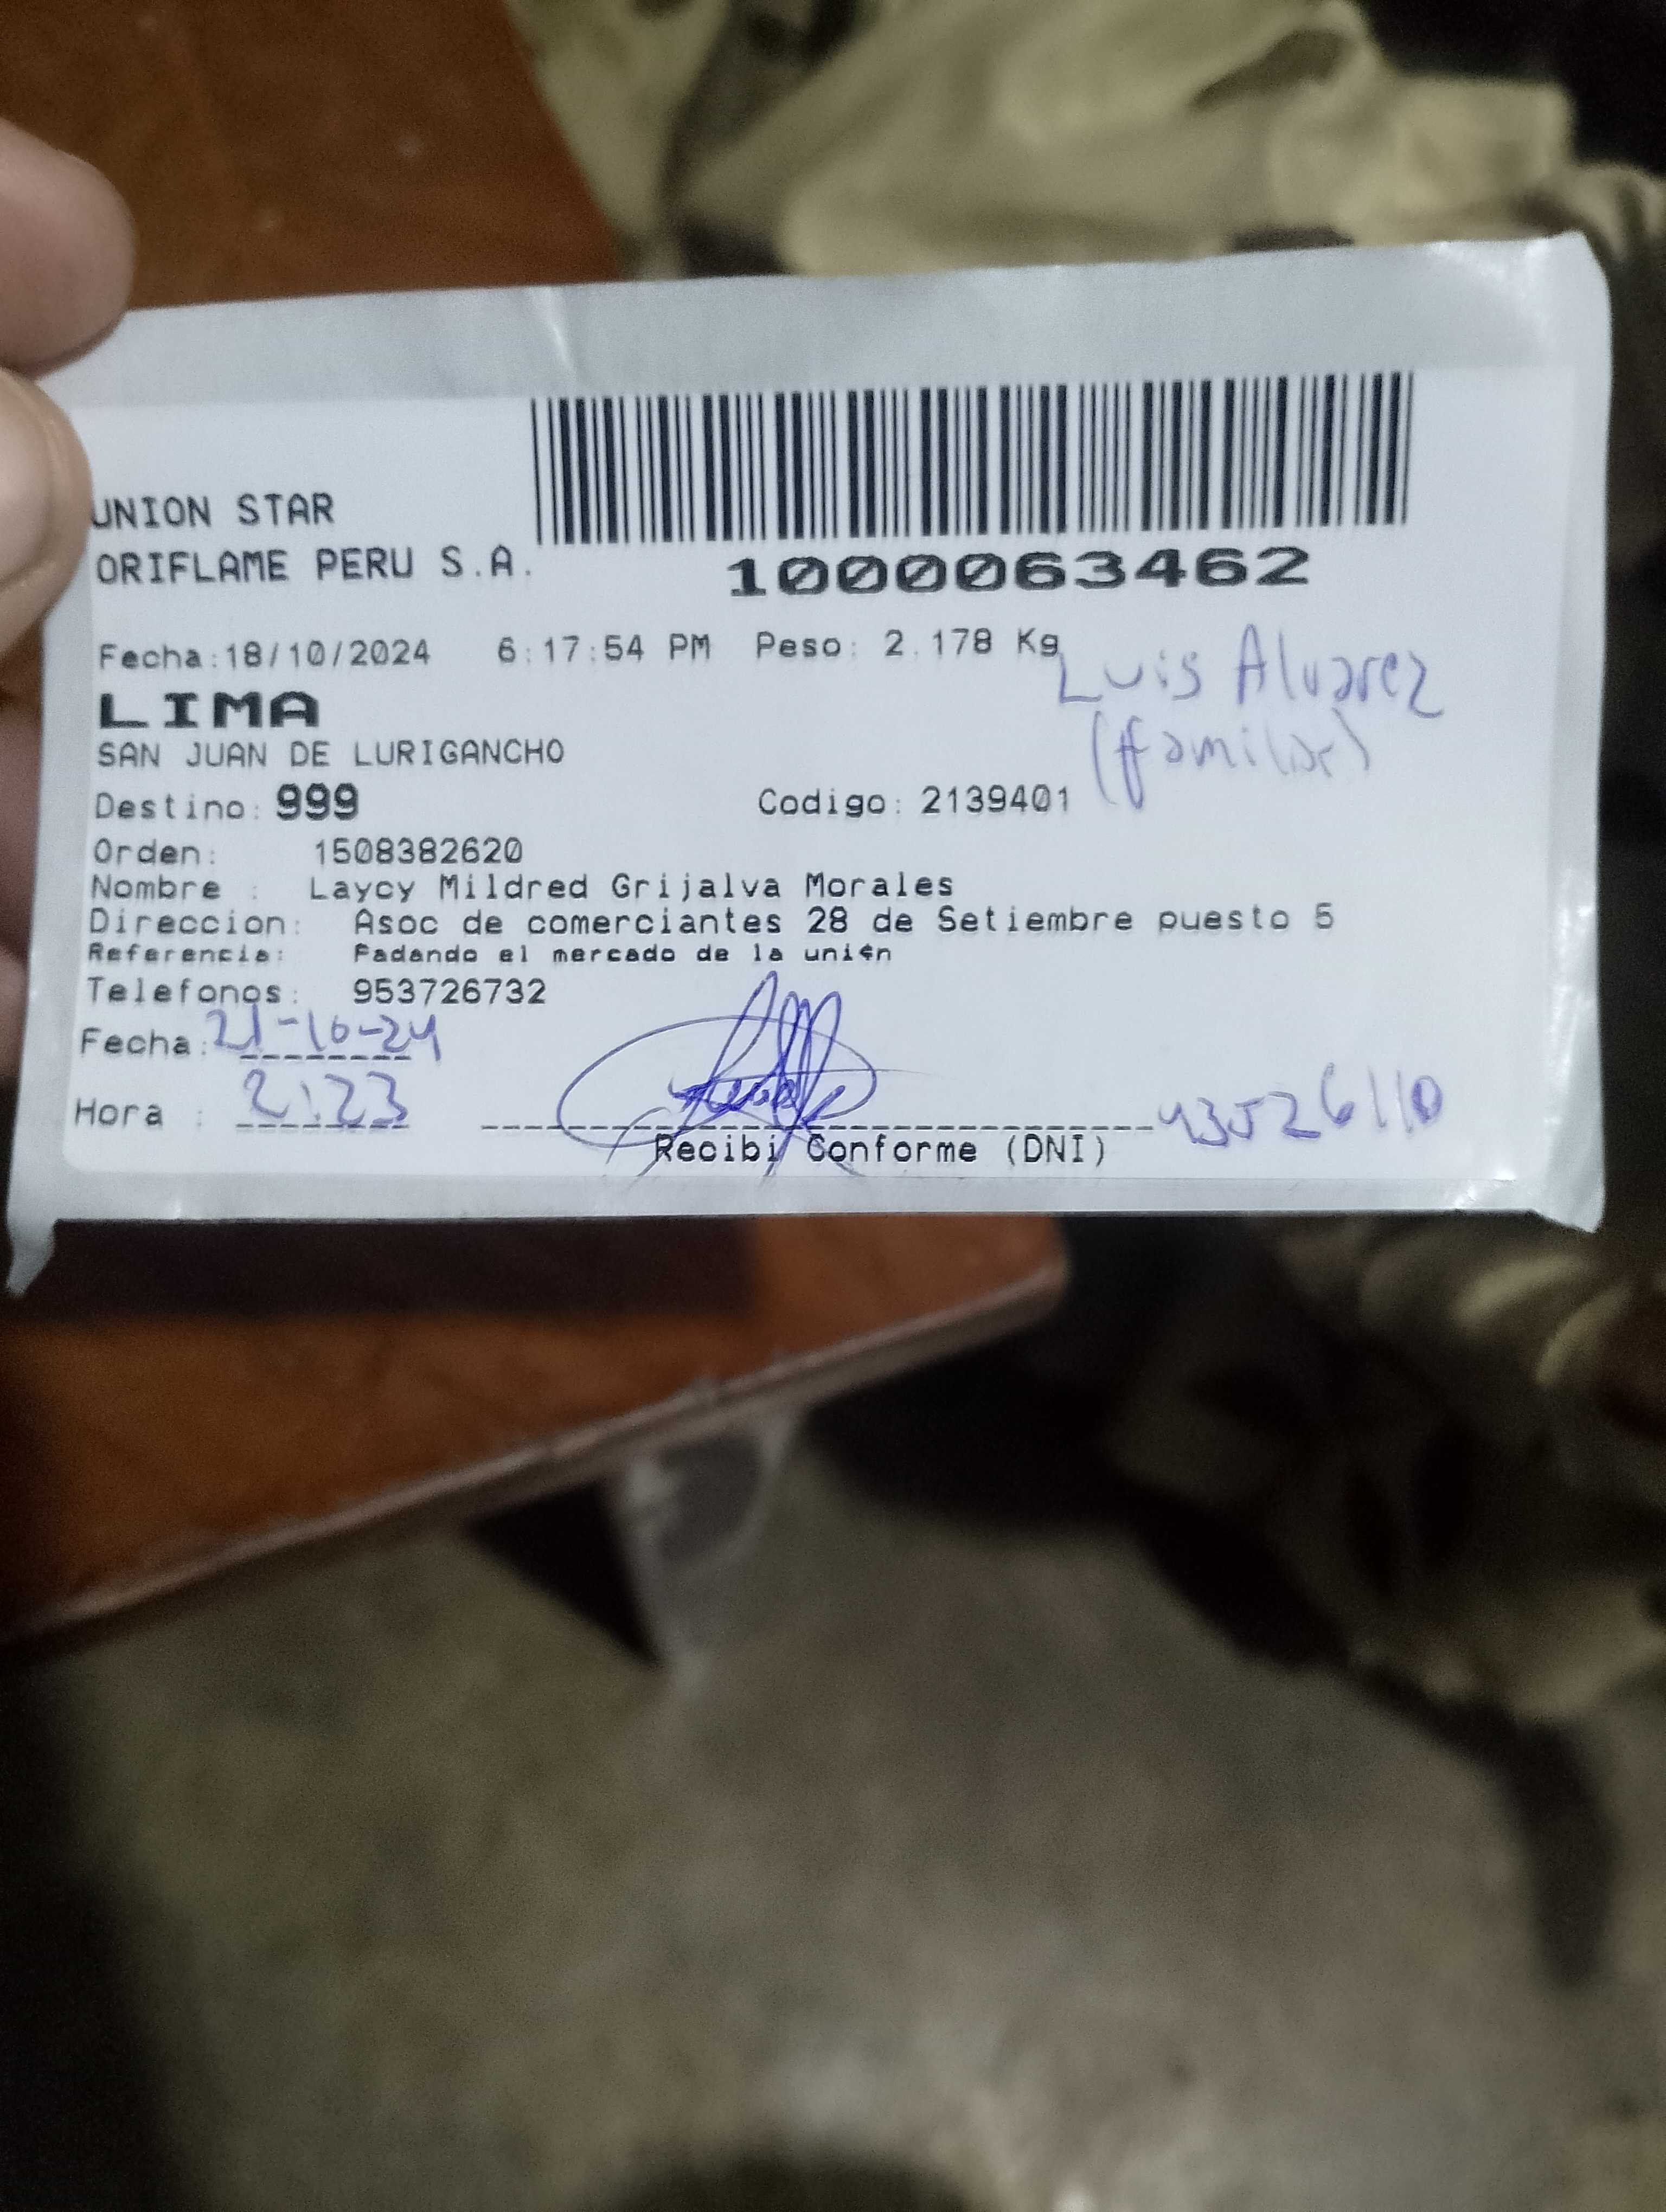 UNION STAR
ORIFLAME PERU S.A.
1000063462
Fecha:18/10/2024 6:17:54 PM Peso: 2.178 Kg
Luis Alvarez
(familiar)
LIMA
SAN JUAN DE LURIGANCHO
Destino: 999 Codigo: 2139401
Orden: 1508382620
Nombre : Laycy Mildred Grijalva Morales
Direccion: Asoc de comerciantes 28 de Setiembre puesto 5
Referencia: Padando el mercado de la unión
Telefonos: 953726732
Fecha: 21-10-24
Hora : 2:23
43526110
Recibi Conforme (DNI)